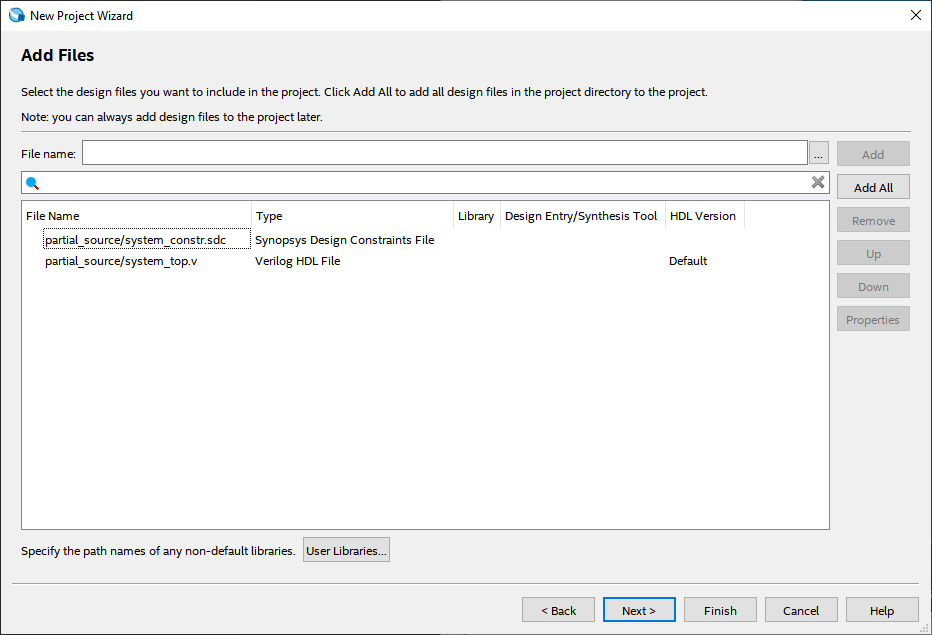 New Project Wizard
Add Files
Select the design files you want to include in the project. Click Add All to add all design files in the project directory to the project.
Note: you can always add design files to the project later.
File name: ... Add
Add All
File Name Type Library Design Entry/Synthesis Tool HDL Version
Remove
partial_source/system_constr.sdc Synopsys Design Constraints File
Up
partial_source/system_top.v Verilog HDL File Default
Down
Properties
Specify the path names of any non-default libraries. User Libraries...
< Back Next > Finish Cancel Help